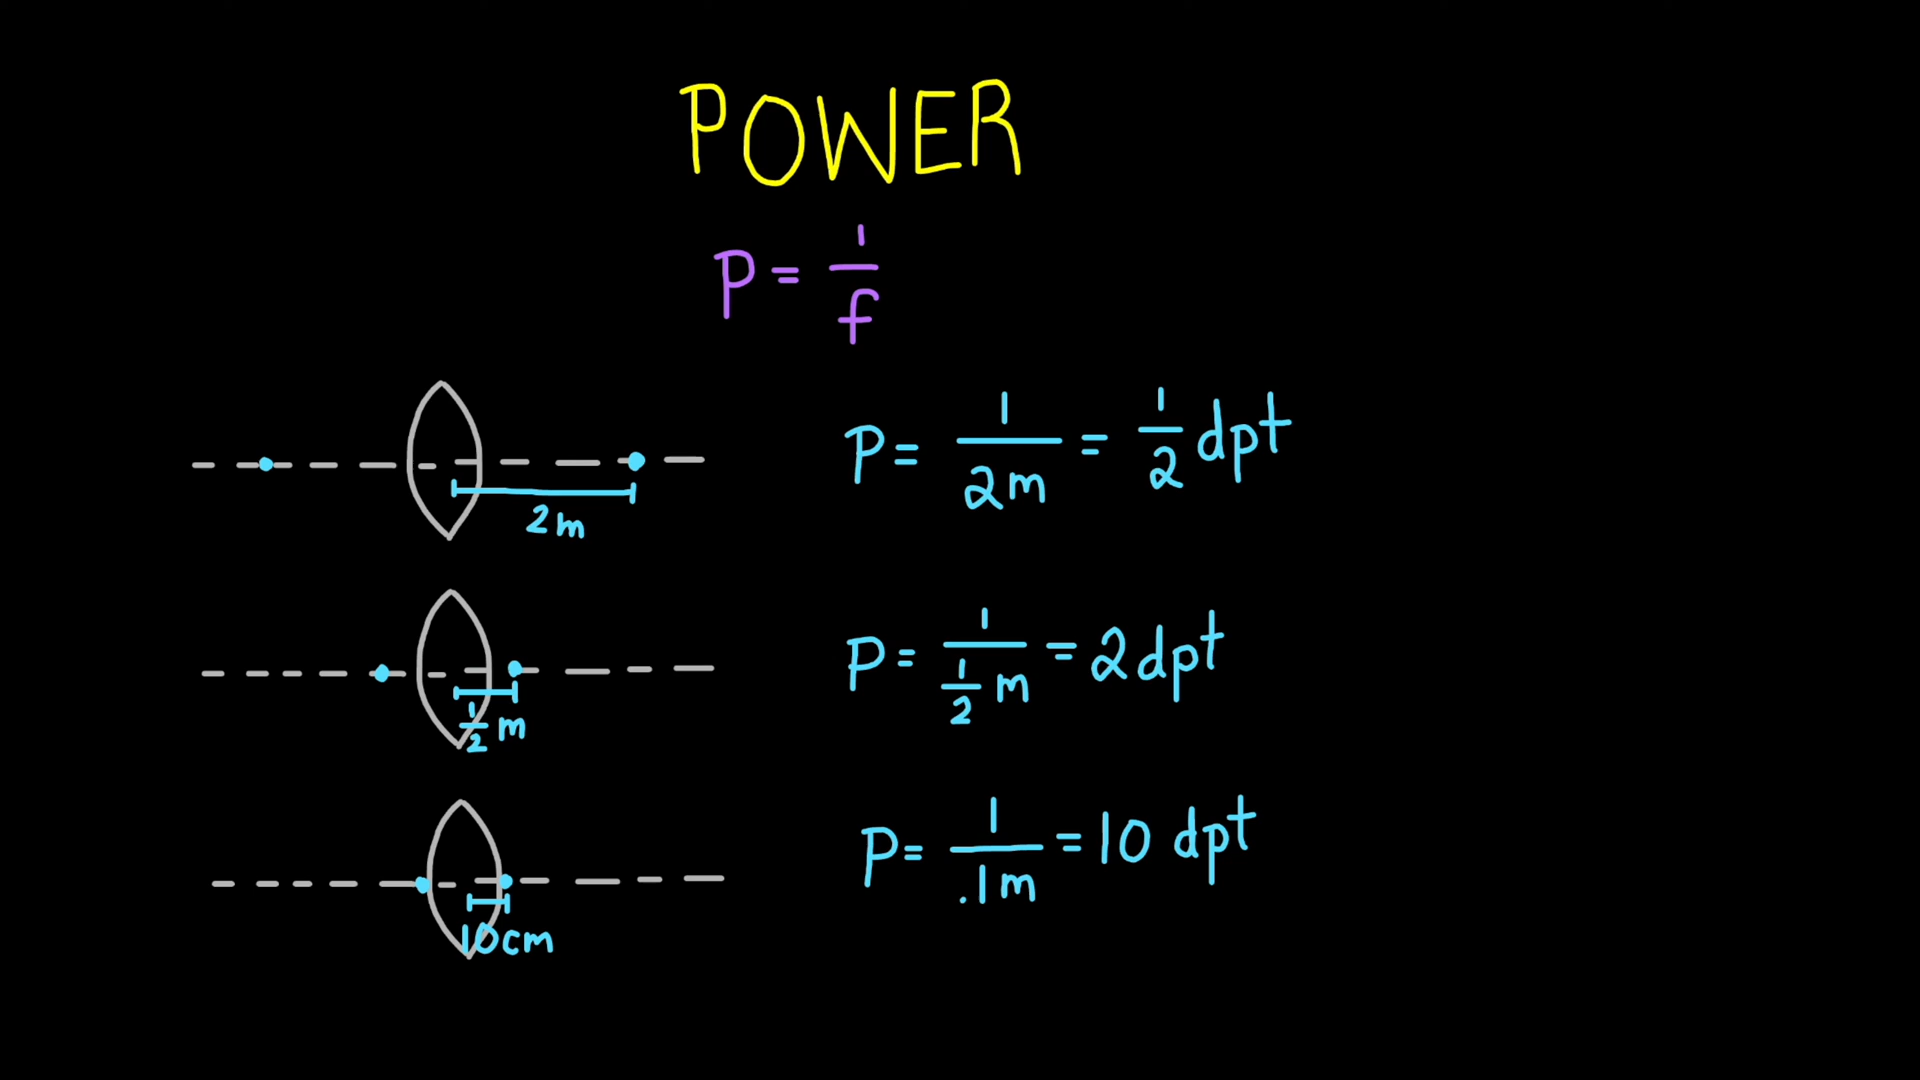 POWER
P = 1/f
2m
P = 1/2m = 1/2 dpt
1/2 m
P = 1/(1/2 m) = 2 dpt
10cm
P = 1/.1m = 10 dpt